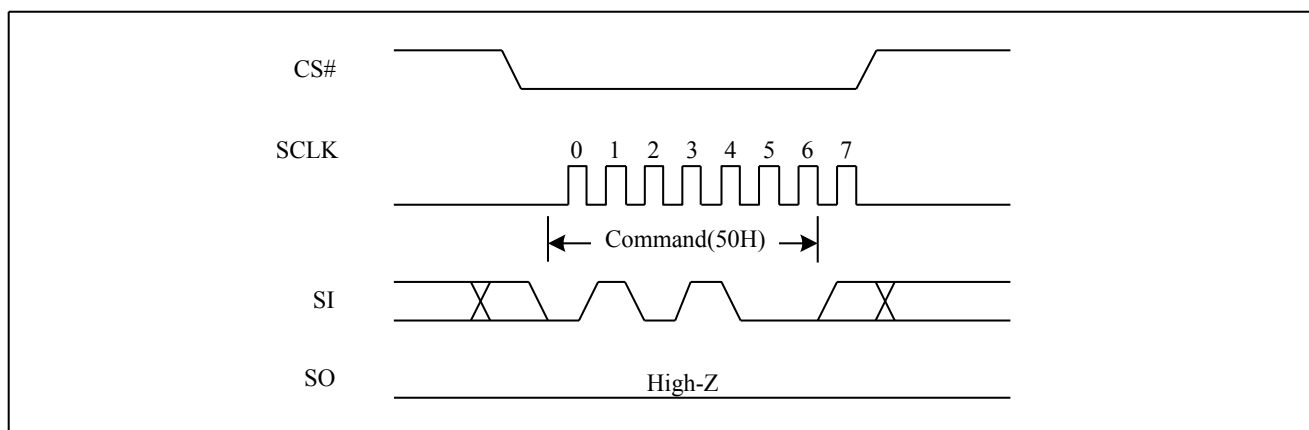 CS#
SCLK
0 1 2 3 4 5 6 7
Command(50H)
SI
SO
High-Z